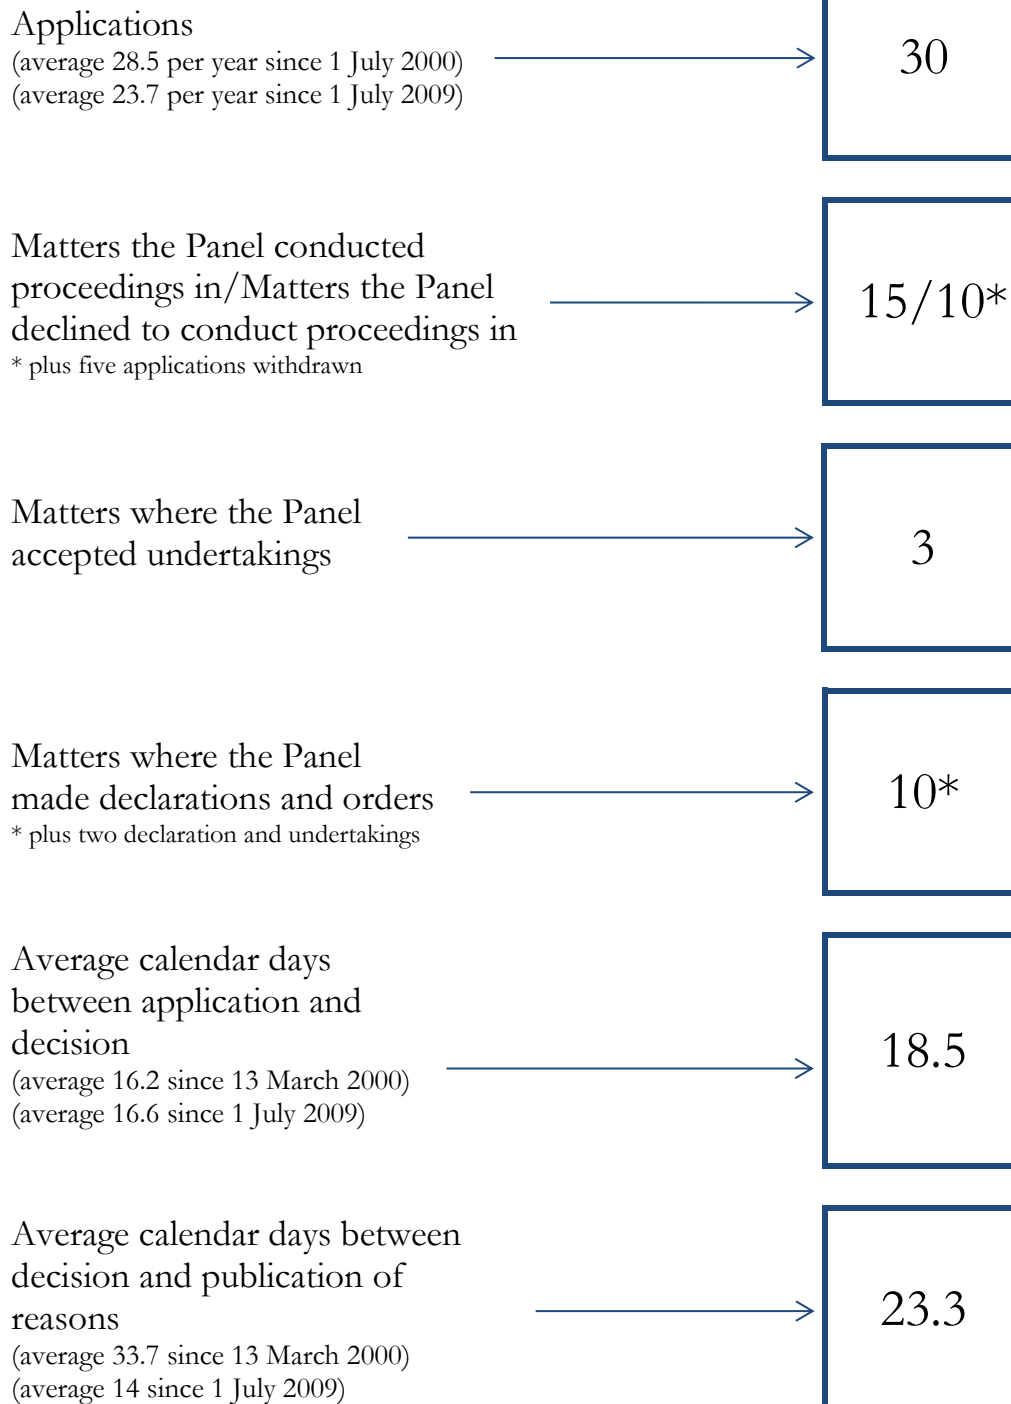 Applications
(average 28.5 per year since 1 July 2000)
(average 23.7 per year since 1 July 2009)
30
Matters the Panel conducted
proceedings in/Matters the Panel
declined to conduct proceedings in
* plus five applications withdrawn
15/10*
Matters where the Panel
accepted undertakings
3
Matters where the Panel
made declarations and orders
* plus two declaration and undertakings
10*
Average calendar days
between application and
decision
(average 16.2 since 13 March 2000)
(average 16.6 since 1 July 2009)
18.5
Average calendar days between
decision and publication of
reasons
(average 33.7 since 13 March 2000)
(average 14 since 1 July 2009)
23.3